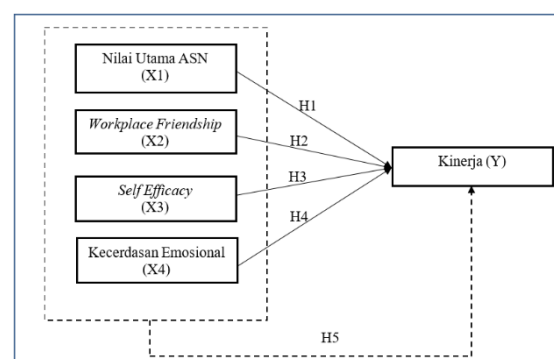 Nilai Utama ASN
(X1)
H1
Workplace Friendship
(X2)
H2
Kinerja (Y)
Self Efficacy
(X3)
H3
H4
Kecerdasan Emosional
(X4)
H5